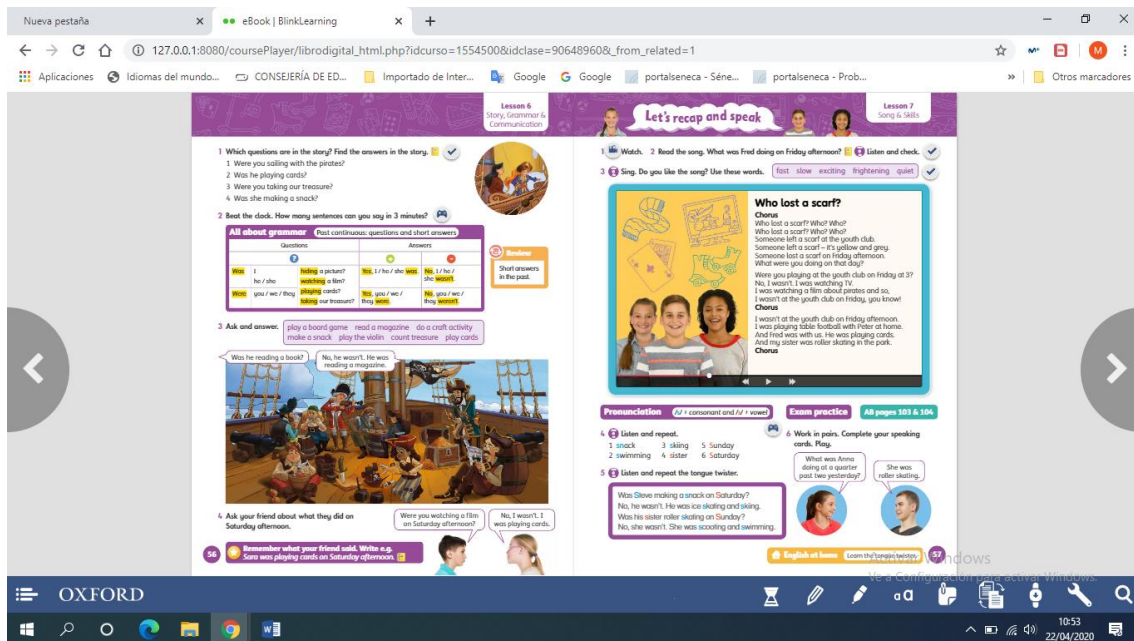 Nueva pestaña
eBook | BlinkLearning
127.0.0.1:8080/coursePlayer/librodigital_html.php?idcurso=1554500&idclase=90648960&_from_related=1
M
Aplicaciones
Idiomas del mundo...
CONSEJERÍA DE ED...
Importado de Inter...
Google
Google
portalseneca - Séne...
portalseneca - Prob...
»
Otros marcadores
Lesson 6
Story, Grammar &
Communication
1 Which questions are in the story? Find the answers in the story.
1 Were you sailing with the pirates?
2 Was he playing cards?
3 Were you taking our treasure?
4 Was she making a snack?
2 Beat the clock. How many sentences can you say in 3 minutes?
All about grammar Past continuous: questions and short answers
Questions Answers
Was I he / she hiding a picture? watching a film? Yes, I / he / she was. No, I / he / she wasn't.
Were you / we / they playing cards? taking our treasure? Yes, you / we / they were. No, you / we / they weren't.
Review
Short answers
in the past.
3 Ask and answer.
play a board game read a magazine do a craft activity
make a snack play the violin count treasure play cards
Was he reading a book?
No, he wasn't. He was
reading a magazine.
4 Ask your friend about what they did on
Saturday afternoon.
Were you watching a film
on Saturday afternoon?
No, I wasn't. I
was playing cards.
56
Remember what your friend said. Write e.g.
Sara was playing cards on Saturday afternoon.
Let's recap and speak
Lesson 7
Song & Skills
1 Watch. 2 Read the song. What was Fred doing on Friday afternoon? Listen and check.
3 Sing. Do you like the song? Use these words. fast slow exciting frightening quiet
Who lost a scarf?
Chorus
Who lost a scarf? Who? Who?
Who lost a scarf? Who? Who?
Someone left a scarf at the youth club.
Someone left a scarf – it's yellow and grey.
Someone lost a scarf on Friday afternoon.
What were you doing on that day?
Were you playing at the youth club on Friday at 3?
No, I wasn't. I was watching TV.
I was watching a film about pirates and so,
I wasn't at the youth club on Friday, you know!
Chorus
I wasn't at the youth club on Friday afternoon.
I was playing table football with Peter at home.
And Fred was with us. He was playing cards.
And my sister was roller skating in the park.
Chorus
Pronunciation /s/ + consonant and /s/ + vowel
4 Listen and repeat.
1 snack 3 skiing 5 Sunday
2 swimming 4 sister 6 Saturday
5 Listen and repeat the tongue twister.
Was Steve making a snack on Saturday?
No, he wasn't. He was ice skating and skiing.
Was his sister roller skating on Sunday?
No, she wasn't. She was scooting and swimming.
Exam practice AB pages 103 & 104
6 Work in pairs. Complete your speaking
cards. Play.
What was Anna
doing at a quarter
past two yesterday?
She was
roller skating.
English at home Learn the tongue twister.
57
Activar Windows
Ve a Configuración para activar Windows.
OXFORD
aa
10:53
22/04/2020